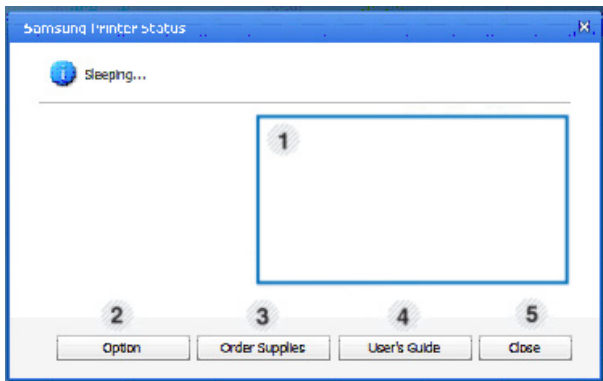 Samsung Printer Status
Sleeping...
1
2 3 4 5
Option Order Supplies User's Guide Close